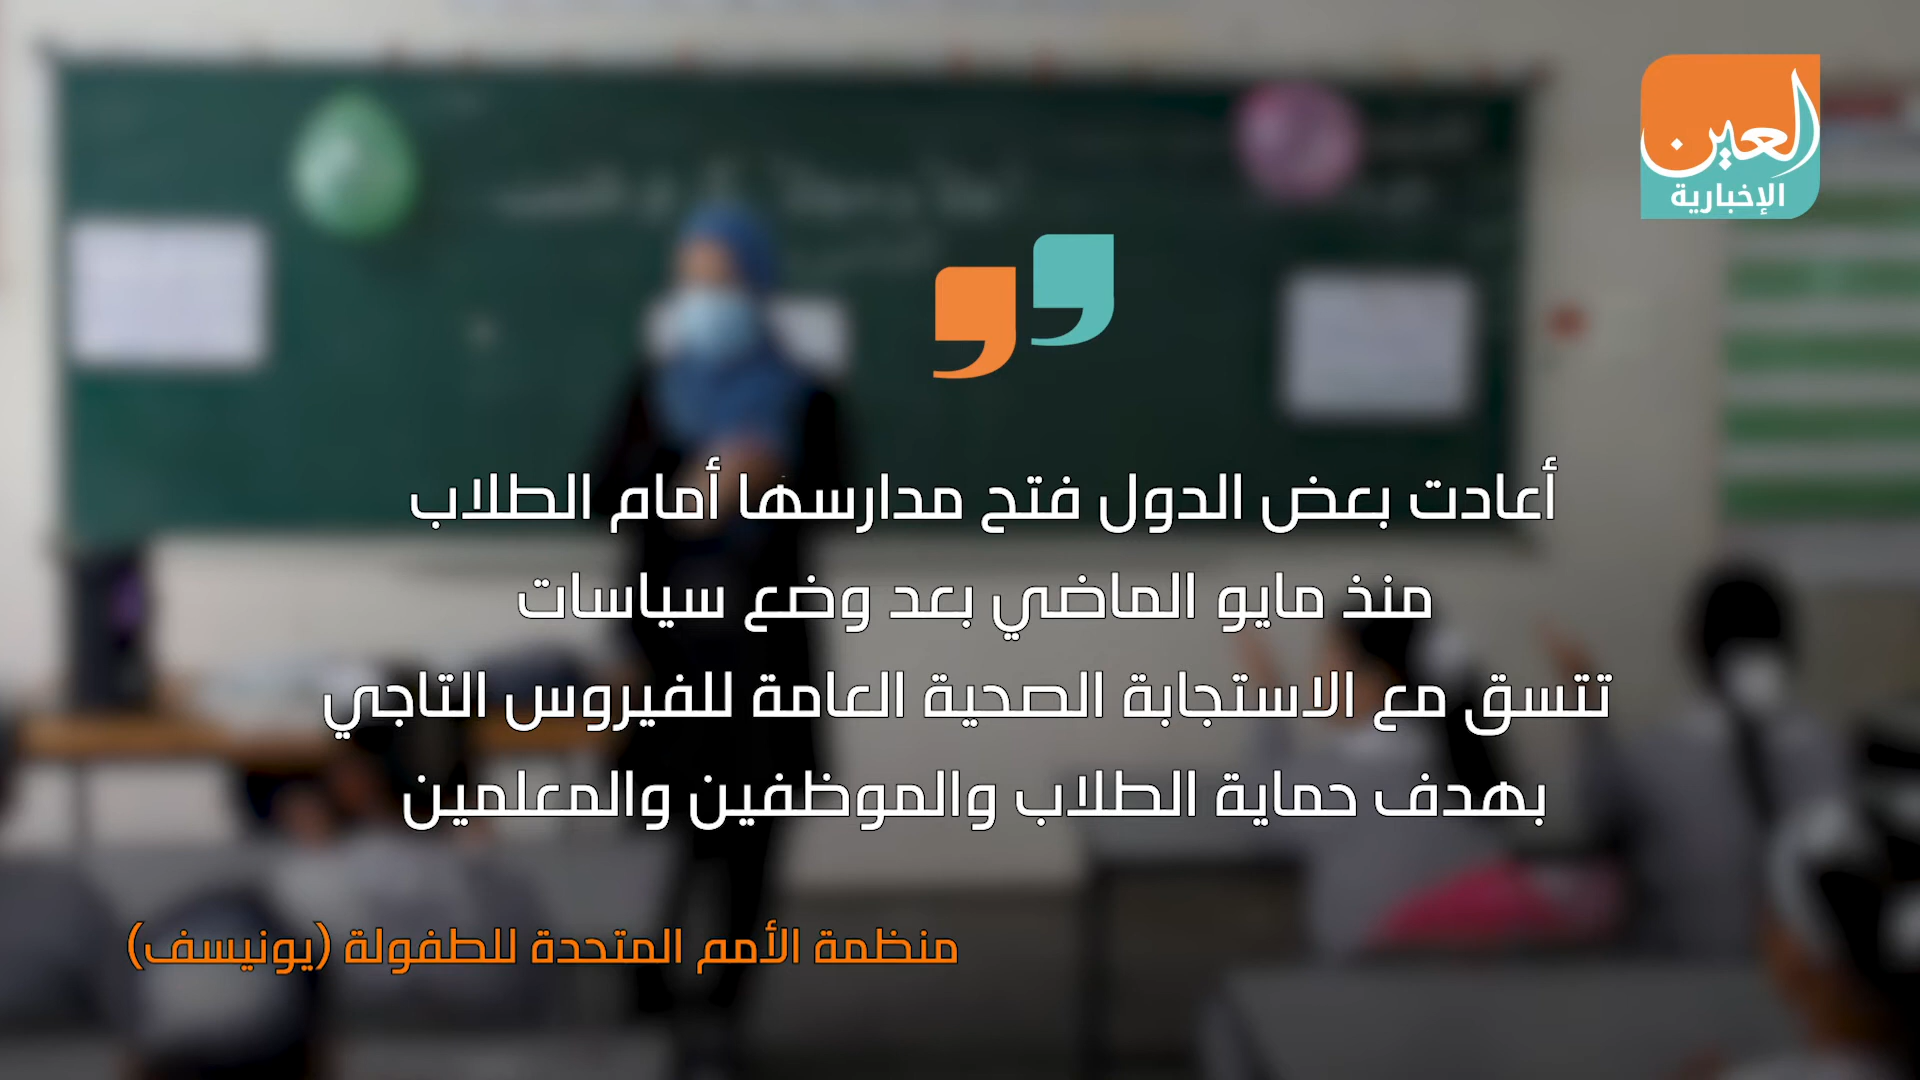 العين
الإخبارية
أعادت بعض الدول فتح مدارسها أمام الطلاب
منذ مايو الماضي بعد وضع سياسات
تتسق مع الاستجابة الصحية العامة للفيروس التاجي
بهدف حماية الطلاب والموظفين والمعلمين
منظمة الأمم المتحدة للطفولة (يونيسف)